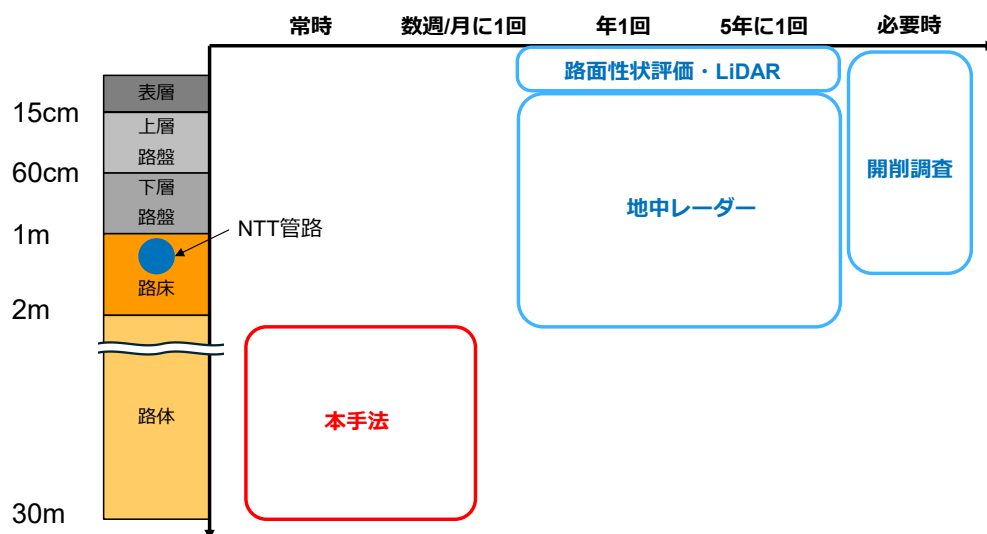 常時
数週/月に1回
年1回
5年に1回
必要時
路面性状評価・LiDAR
表層
15cm
上層
路盤
60cm
下層
路盤
開削調査
地中レーダー
1m
NTT管路
路床
2m
路体
本手法
30m